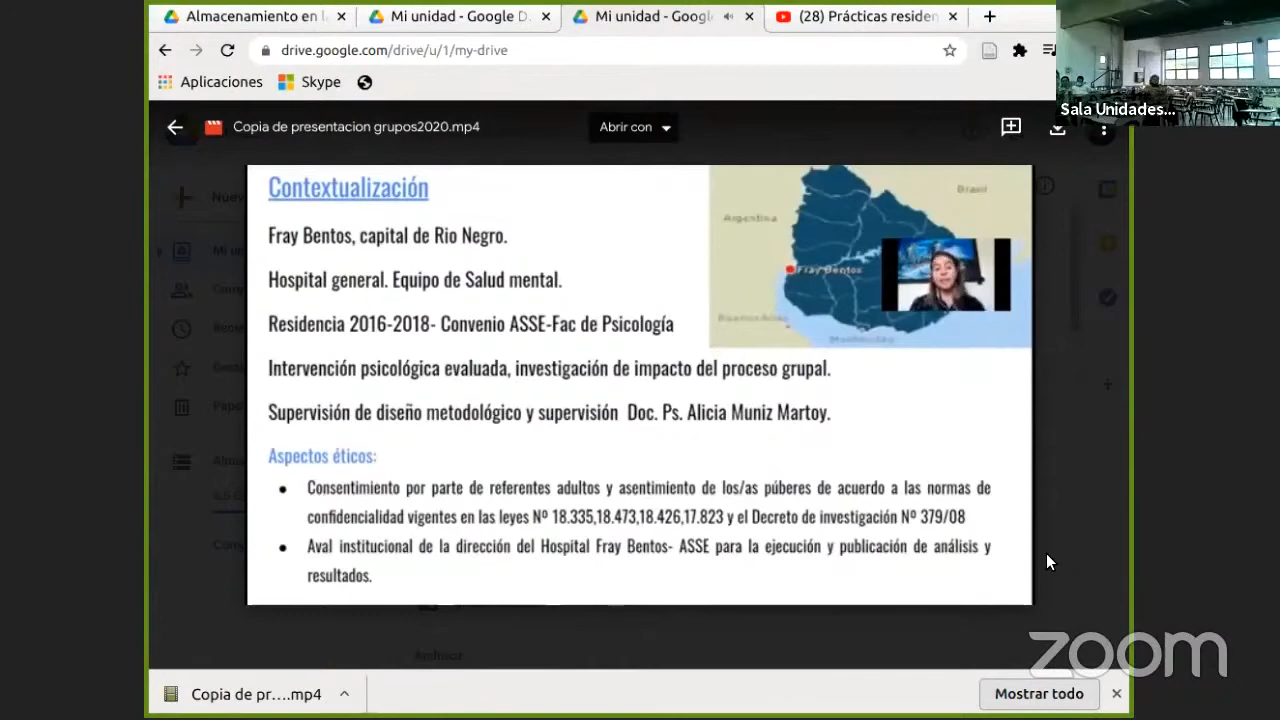 Almacenamiento en l
Mi unidad - Google D
Mi unidad - Googl
(28) Prácticas residen
drive.google.com/drive/u/1/my-drive
Aplicaciones
Skype
Sala Unidades...
Copia de presentacion grupos2020.mp4
Abrir con
Contextualización
Brasil
Argentina
Fray Bentos, capital de Rio Negro.
Fray Bentos
Hospital general. Equipo de Salud mental.
Residencia 2016-2018- Convenio ASSE-Fac de Psicología
Buenos Aires
Montevideo
Intervención psicológica evaluada, investigación de impacto del proceso grupal.
Supervisión de diseño metodológico y supervisión Doc. Ps. Alicia Muniz Martoy.
Aspectos éticos:
● Consentimiento por parte de referentes adultos y asentimiento de los/as púberes de acuerdo a las normas de
confidencialidad vigentes en las leyes Nº 18.335,18.473,18.426,17.823 y el Decreto de investigación Nº 379/08
● Aval institucional de la dirección del Hospital Fray Bentos- ASSE para la ejecución y publicación de análisis y
resultados.
Archivar
zoom
Copia de pr....mp4
Mostrar todo